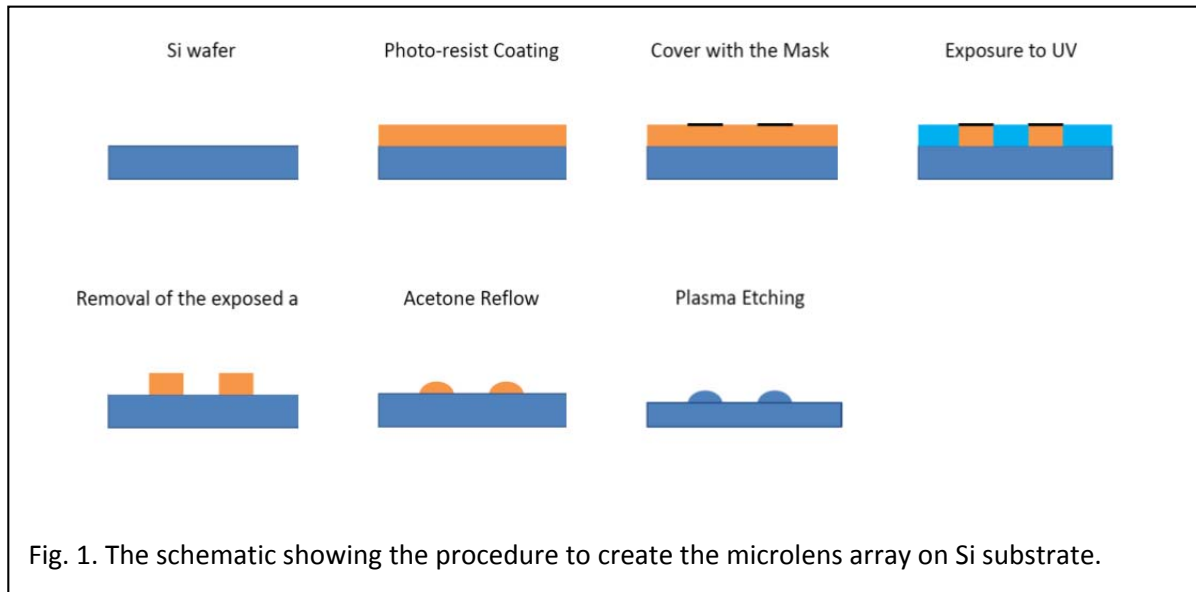 Si wafer
Photo-resist Coating
Cover with the Mask
Exposure to UV
Removal of the exposed a
Acetone Reflow
Plasma Etching
Fig. 1. The schematic showing the procedure to create the microlens array on Si substrate.